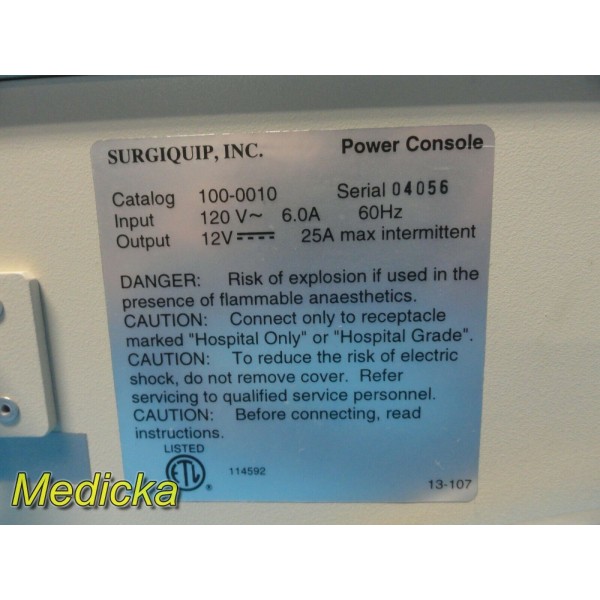 SURGIQUIP, INC. Power Console
Catalog 100-0010 Serial 04056
Input 120 V~ 6.0A 60Hz
Output 12V⎓ 25A max intermittent
DANGER: Risk of explosion if used in the
presence of flammable anaesthetics.
CAUTION: Connect only to receptacle
marked "Hospital Only" or "Hospital Grade".
CAUTION: To reduce the risk of electric
shock, do not remove cover. Refer
servicing to qualified service personnel.
CAUTION: Before connecting, read
instructions.
LISTED
ETL ® 114592
13-107
Medicka